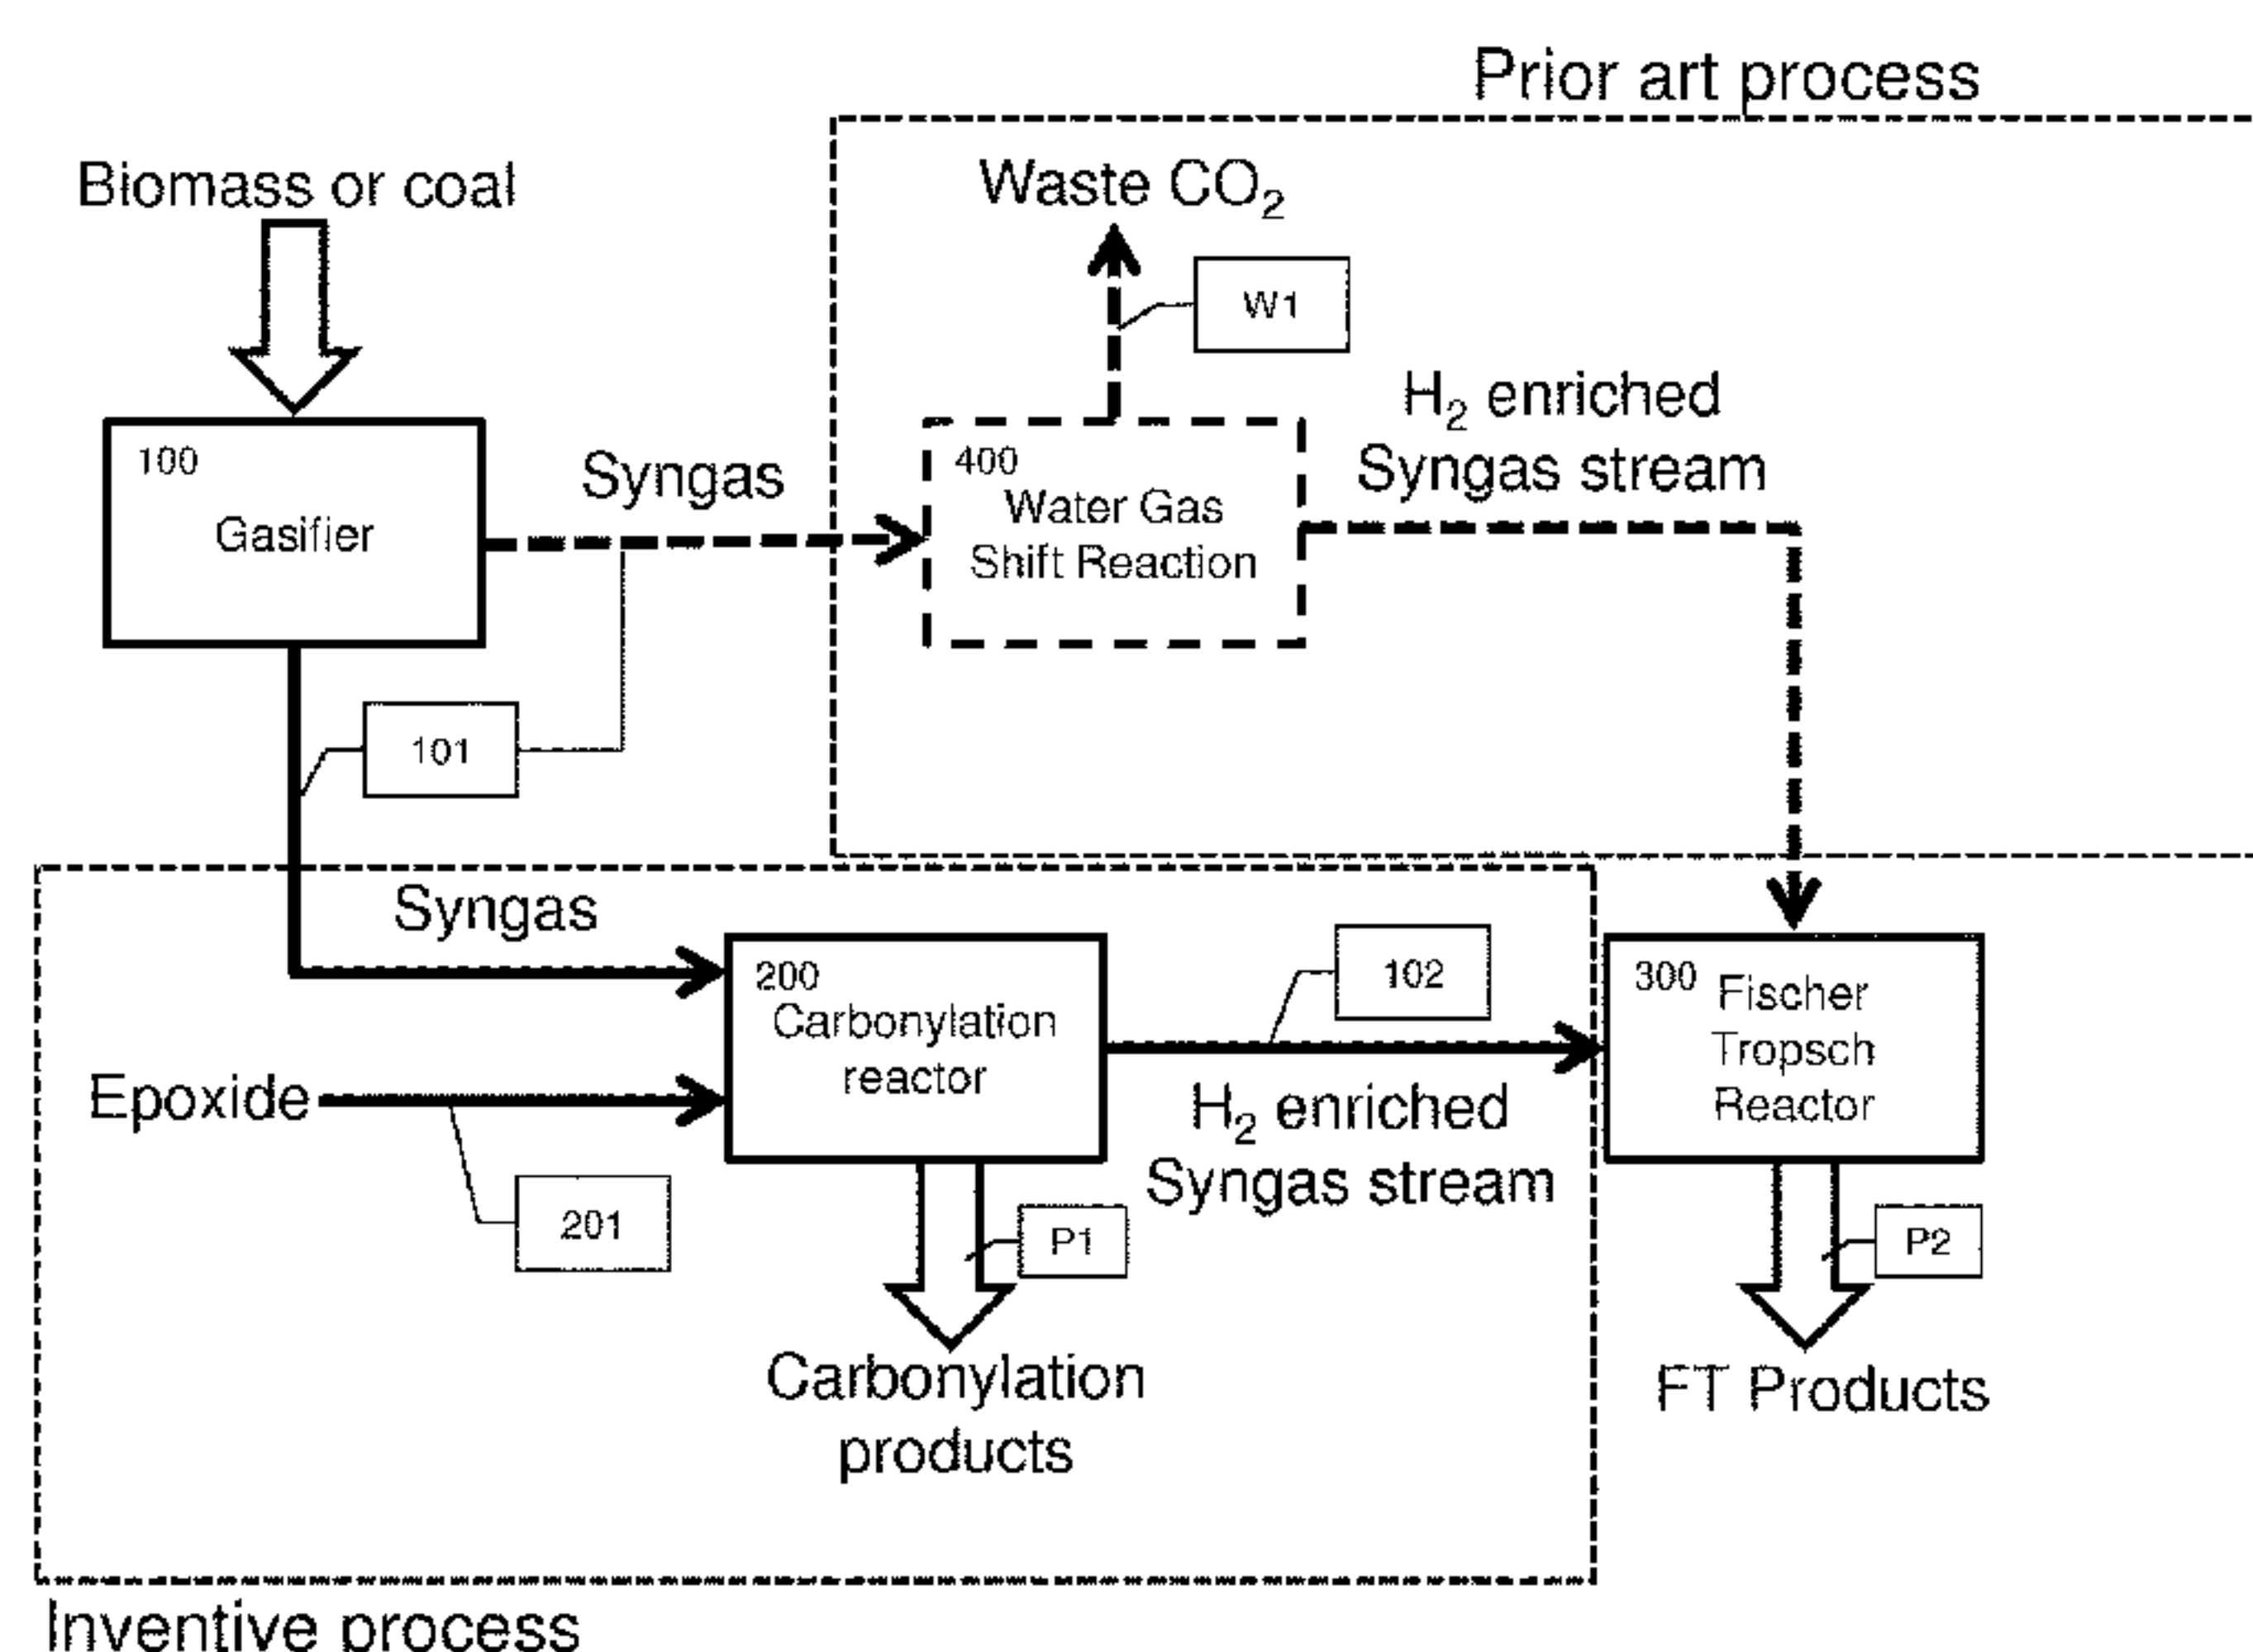 Prior art process
Biomass or coal
Waste CO₂
W1
H₂ enriched
Syngas stream
100
Gasifier
Syngas
400
Water Gas
Shift Reaction
101
Syngas
200
Carbonylation
reactor
102
300
Fischer
Tropsch
Reactor
Epoxide
H₂ enriched
Syngas stream
201
P1
P2
Carbonylation
products
FT Products
Inventive process